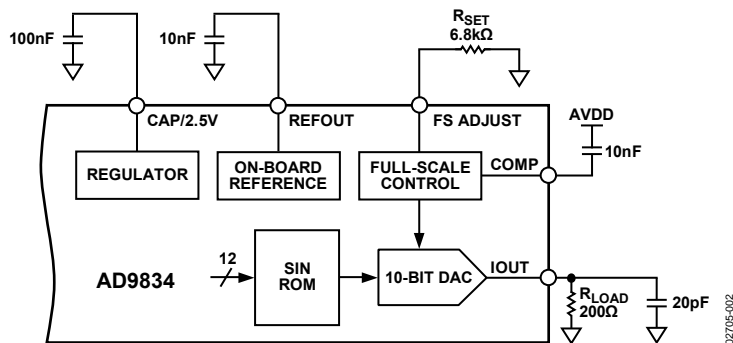 100nF
10nF
RSET
6.8kΩ
CAP/2.5V
REFOUT
FS ADJUST
AVDD
10nF
REGULATOR
ON-BOARD
REFERENCE
FULL-SCALE
CONTROL
COMP
12
AD9834
SIN
ROM
10-BIT DAC
IOUT
RLOAD
200Ω
20pF
02705-002